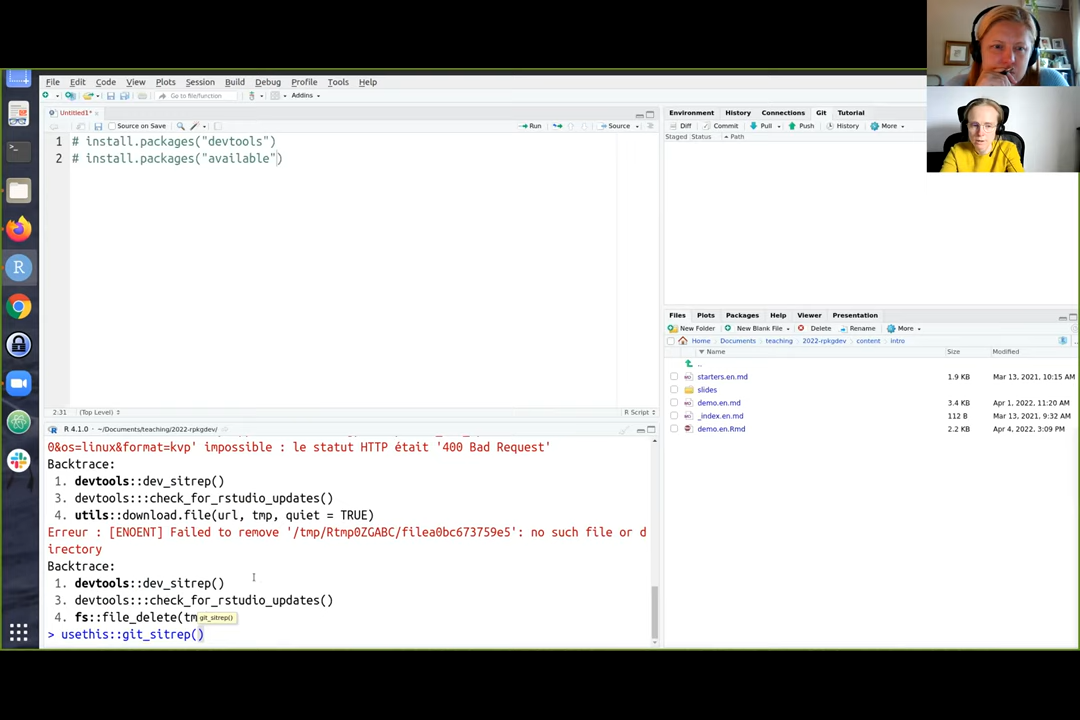 File Edit Code View Plots Session Build Debug Profile Tools Help
Go to file/function Addins
Untitled1*
Source on Save Run Source
1 # install.packages("devtools")
2 # install.packages("available")
2:31 (Top Level) R Script
R 4.1.0 · ~/Documents/teaching/2022-rpkgdev/
0&os=linux&format=kvp' impossible : le statut HTTP était '400 Bad Request'
Backtrace:
1. devtools::dev_sitrep()
3. devtools:::check_for_rstudio_updates()
4. utils::download.file(url, tmp, quiet = TRUE)
Erreur : [ENOENT] Failed to remove '/tmp/Rtmp0ZGABC/filea0bc673759e5': no such file or d
irectory
Backtrace:
1. devtools::dev_sitrep()
3. devtools:::check_for_rstudio_updates()
4. fs::file_delete(tm
git_sitrep()
> usethis::git_sitrep()
Environment History Connections Git Tutorial
Diff Commit Pull Push History More
Staged Status Path
Files Plots Packages Help Viewer Presentation
New Folder New Blank File Delete Rename More
Home Documents teaching 2022-rpkgdev content intro
Name Size Modified
..
starters.en.md 1.9 KB Mar 13, 2021, 10:15 AM
slides
demo.en.md 3.4 KB Apr 1, 2022, 11:20 AM
_index.en.md 112 B Mar 13, 2021, 9:32 AM
demo.en.Rmd 2.2 KB Apr 4, 2022, 3:09 PM